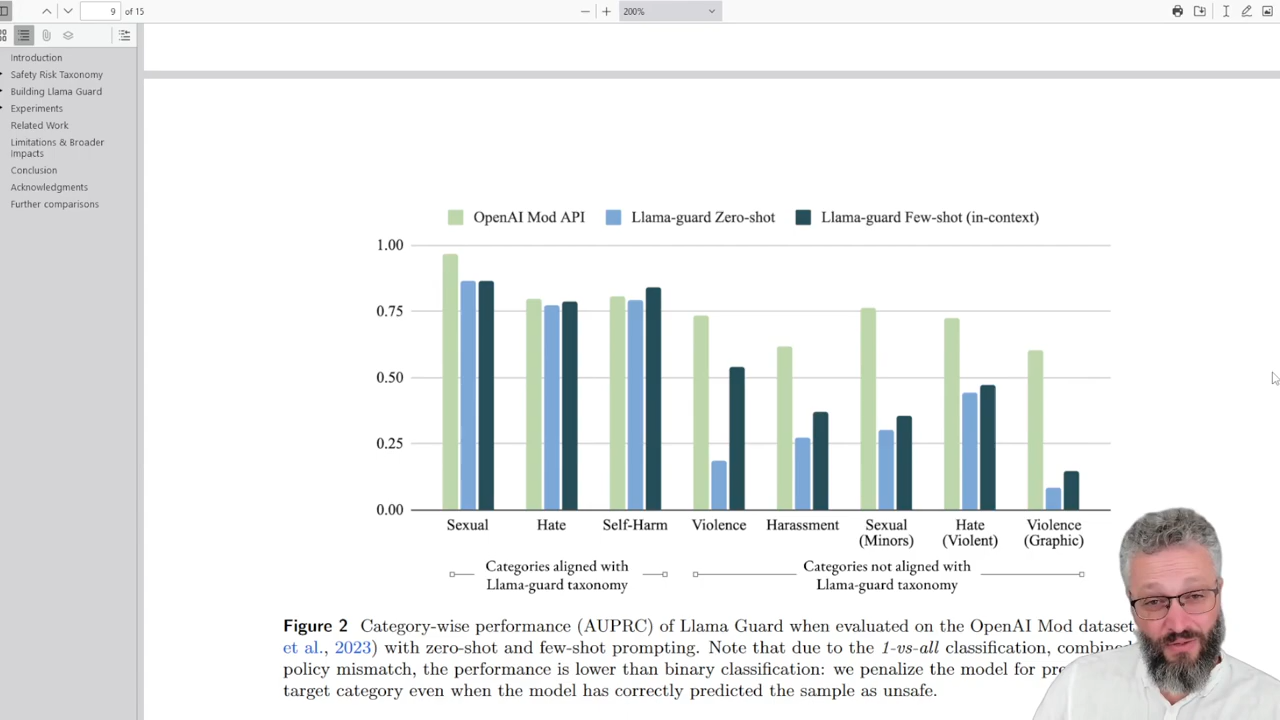 9 of 15
200%
Introduction
Safety Risk Taxonomy
Building Llama Guard
Experiments
Related Work
Limitations & Broader
Impacts
Conclusion
Acknowledgments
Further comparisons
OpenAI Mod API Llama-guard Zero-shot Llama-guard Few-shot (in-context)
1.00
0.75
0.50
0.25
0.00
Sexual Hate Self-Harm Violence Harassment Sexual (Minors) Hate (Violent) Violence (Graphic)
Categories aligned with
Llama-guard taxonomy
Categories not aligned with
Llama-guard taxonomy
Figure 2 Category-wise performance (AUPRC) of Llama Guard when evaluated on the OpenAI Mod dataset
et al., 2023) with zero-shot and few-shot prompting. Note that due to the 1-vs-all classification,
policy mismatch, the performance is lower than binary classification: we penalize the model for
target category even when the model has correctly predicted the sample as unsafe.